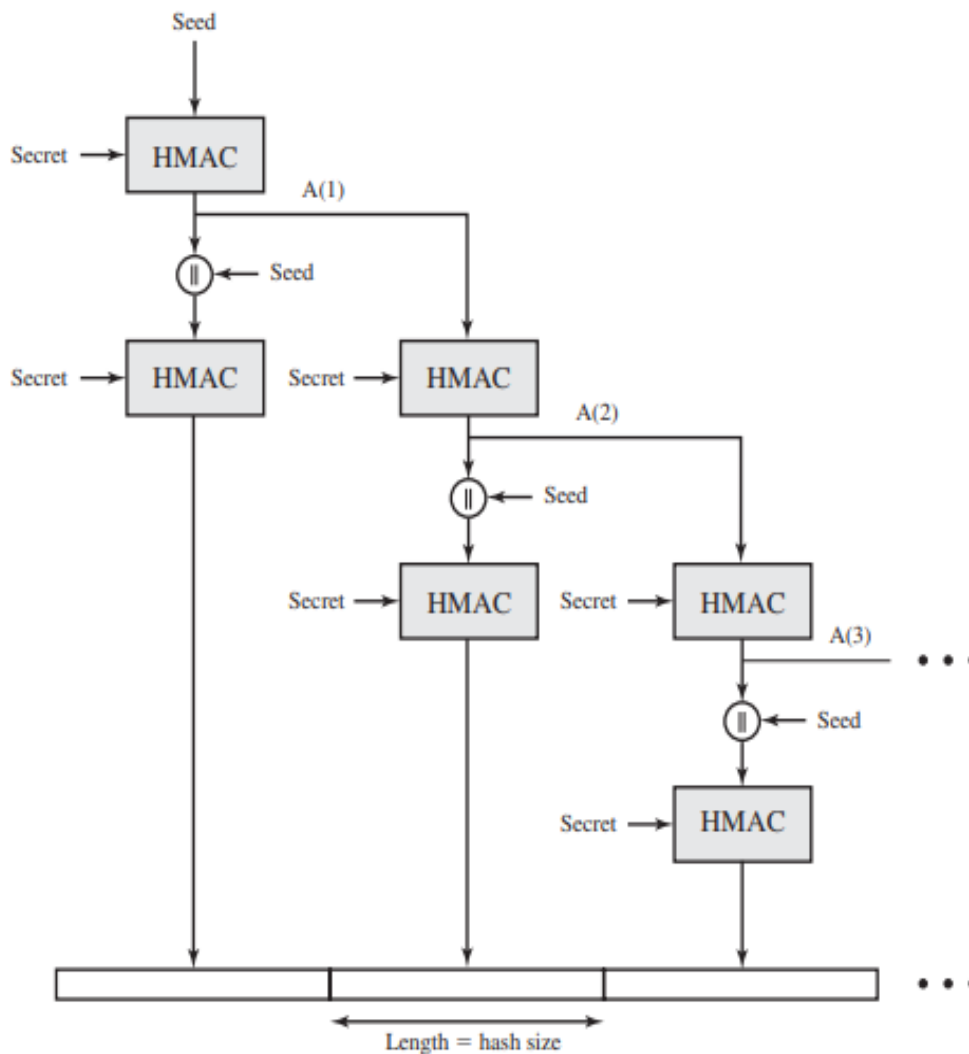 Seed
Secret HMAC
A(1)
|| Seed
Secret HMAC Secret HMAC
A(2)
|| Seed
Secret HMAC Secret HMAC
A(3)
• • •
|| Seed
Secret HMAC
• • •
Length = hash size